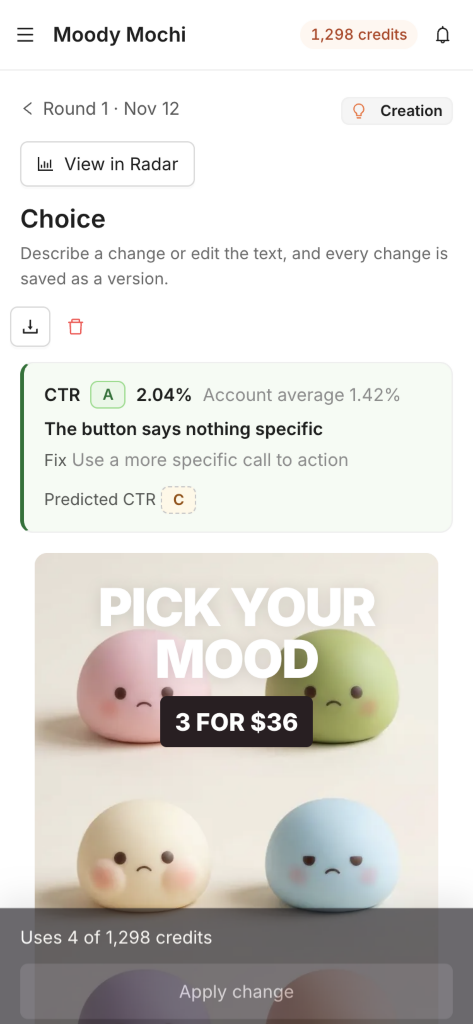 Moody Mochi
1,298 credits
Round 1 · Nov 12
Creation
View in Radar
Choice
Describe a change or edit the text, and every change is
saved as a version.
CTR A 2.04% Account average 1.42%
The button says nothing specific
Fix Use a more specific call to action
Predicted CTR C
PICK YOUR
MOOD
3 FOR $36
Uses 4 of 1,298 credits
Apply change